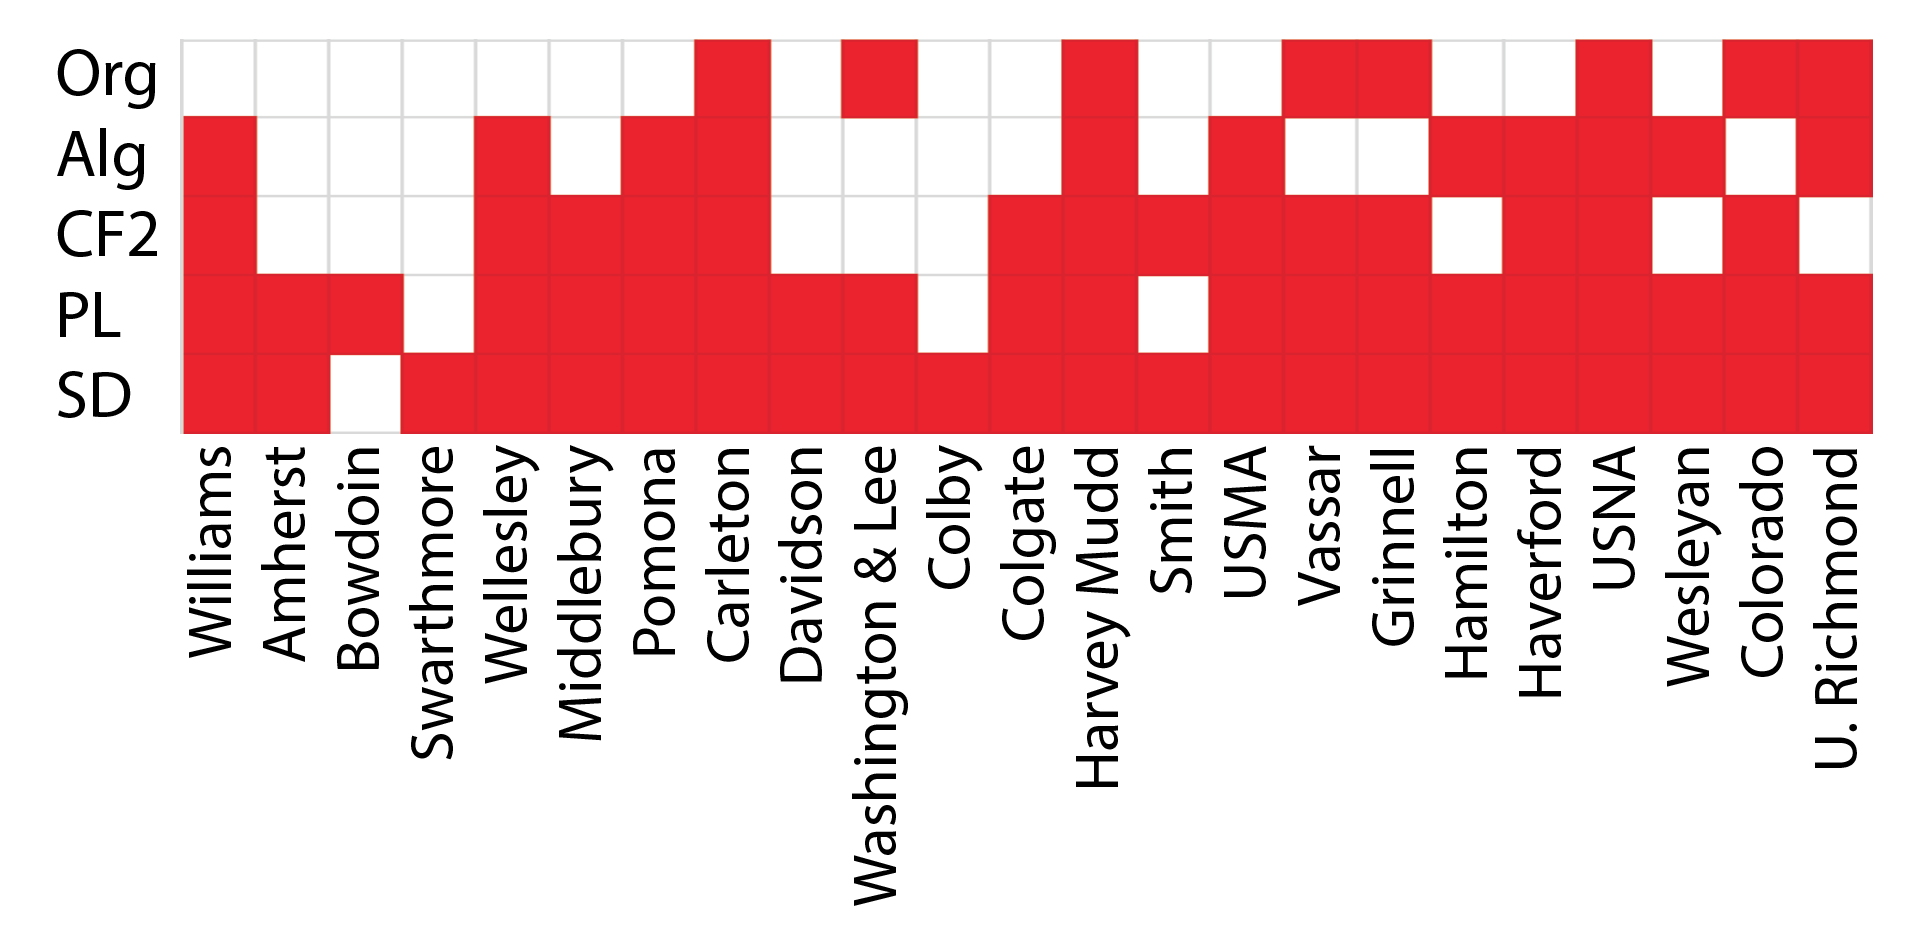 Org
Alg
CF2
PL
SD
Williams
Amherst
Bowdoin
Swarthmore
Wellesley
Middlebury
Pomona
Carleton
Davidson
Washington & Lee
Colby
Colgate
Harvey Mudd
Smith
USMA
Vassar
Grinnell
Hamilton
Haverford
USNA
Wesleyan
Colorado
U. Richmond